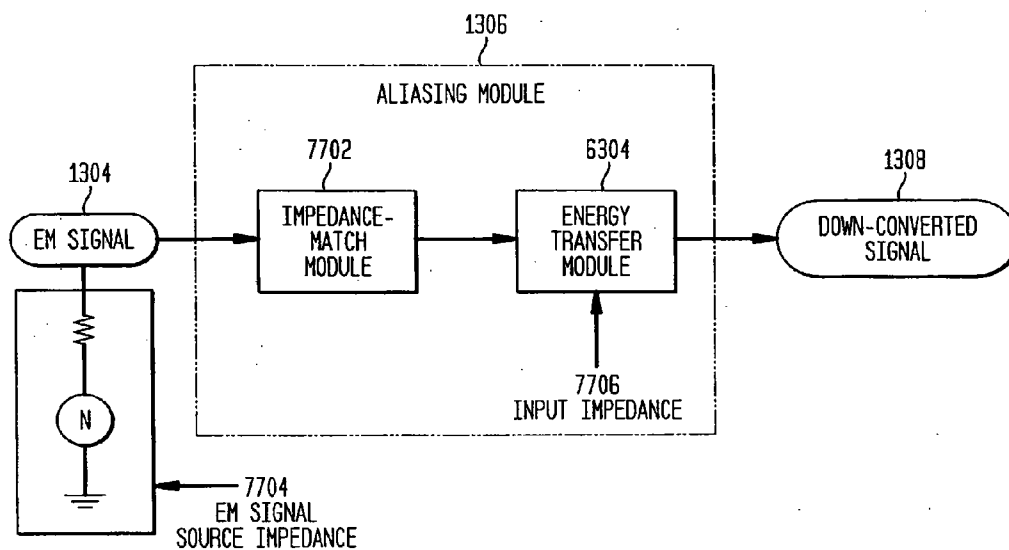 1306
ALIASING MODULE
7702
6304
1304
1308
EM SIGNAL
IMPEDANCE-
MATCH
MODULE
ENERGY
TRANSFER
MODULE
DOWN-CONVERTED
SIGNAL
N
7706
INPUT IMPEDANCE
7704
EM SIGNAL
SOURCE IMPEDANCE